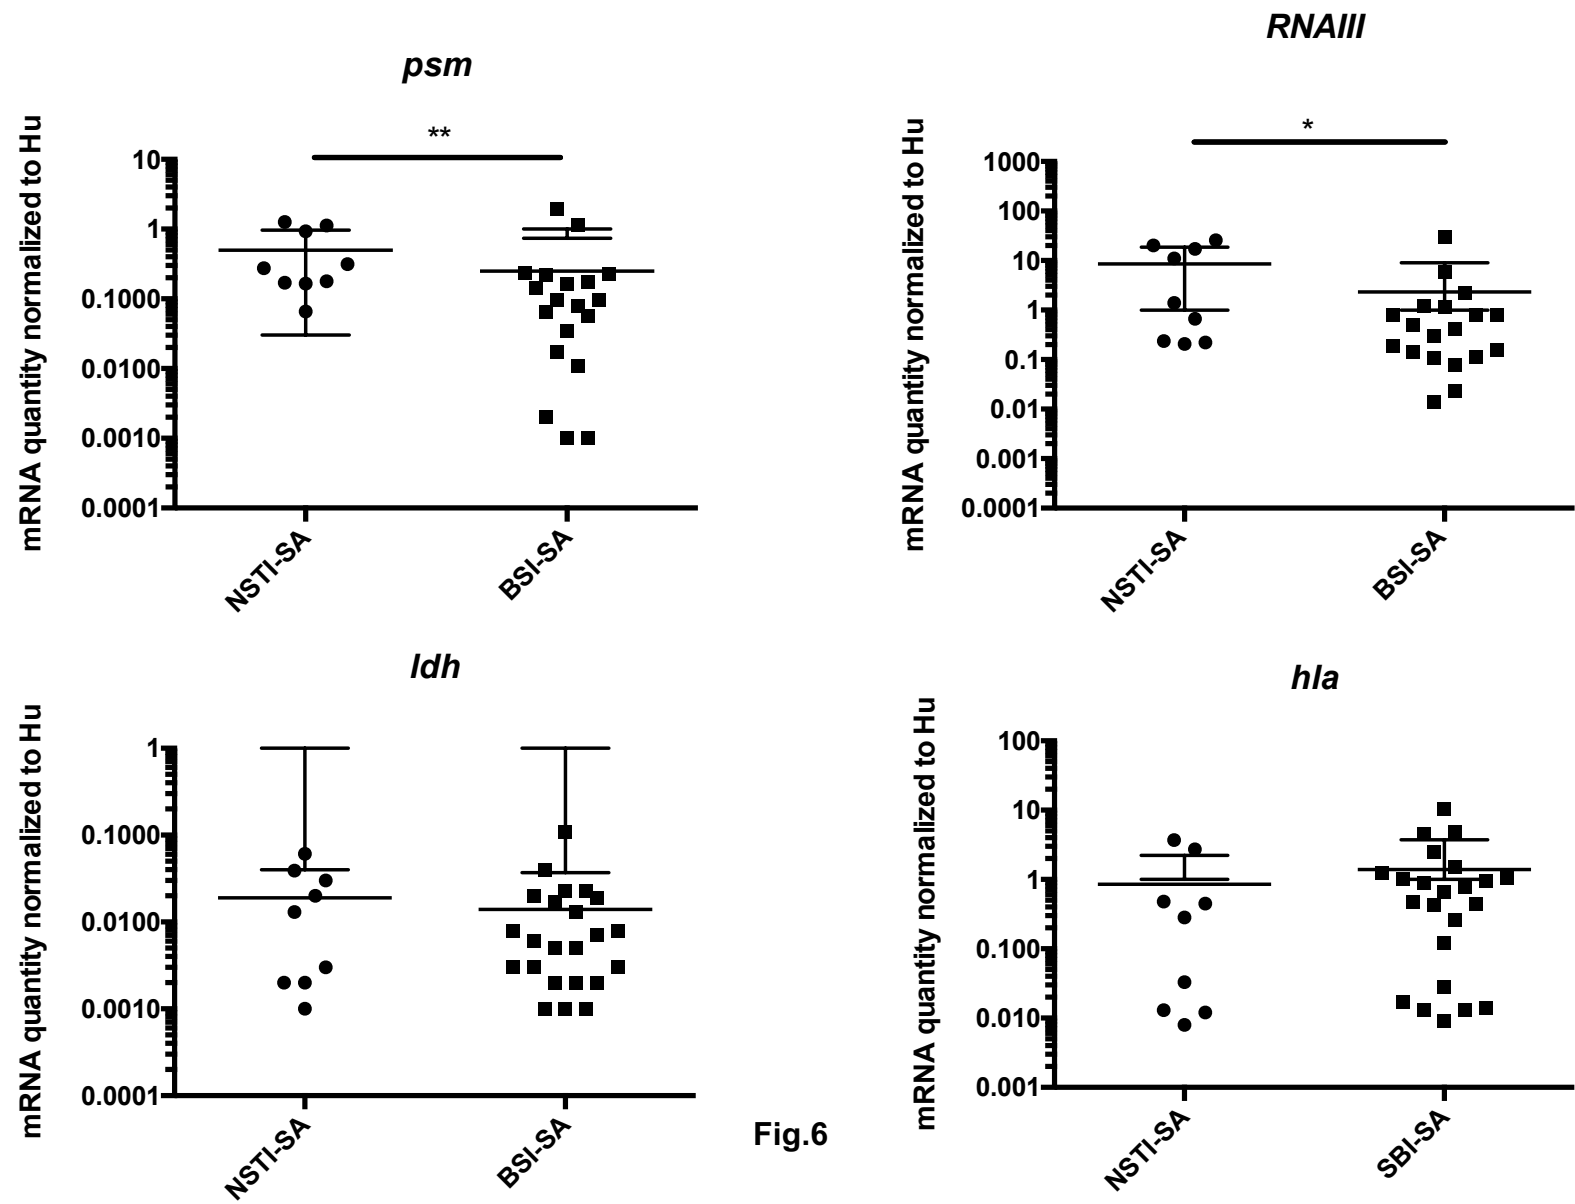 psm
mRNA quantity normalized to Hu
**
10
1
0.1000
0.0100
0.0010
0.0001
NSTI-SA
BSI-SA
RNAIII
mRNA quantity normalized to Hu
*
1000
100
10
1
0.1
0.01
0.001
0.0001
NSTI-SA
BSI-SA
ldh
mRNA quantity normalized to Hu
1
0.1000
0.0100
0.0010
0.0001
NSTI-SA
BSI-SA
hla
mRNA quantity normalized to Hu
100
10
1
0.100
0.010
0.001
NSTI-SA
SBI-SA
Fig.6